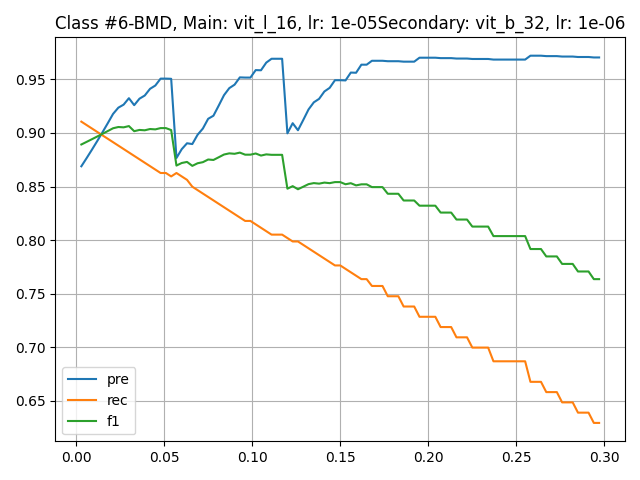 Class #6-BMD, Main: vit_l_16, lr: 1e-05Secondary: vit_b_32, lr: 1e-06
0.95
0.90
0.85
0.80
0.75
0.70
0.65
pre
rec
f1
0.00 0.05 0.10 0.15 0.20 0.25 0.30